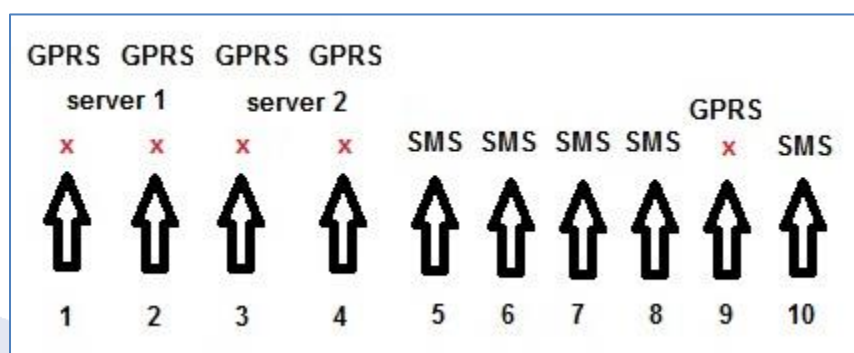 GPRS GPRS GPRS GPRS
server 1 server 2
GPRS
x x x x SMS SMS SMS SMS x SMS
1 2 3 4 5 6 7 8 9 10